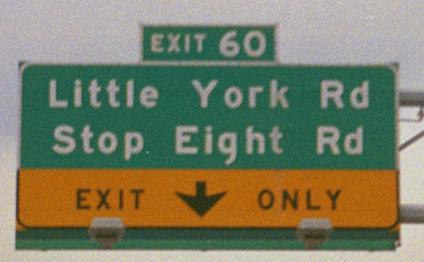 EXIT 60
Little York Rd
Stop Eight Rd
EXIT ONLY